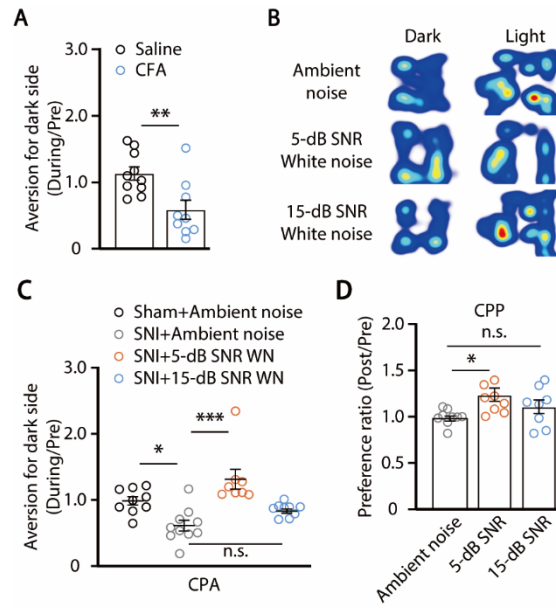 A
Saline
CFA
Aversion for dark side
(During/Pre)
3.0
2.0
1.0
0
**
B
Dark
Light
Ambient
noise
5-dB SNR
White noise
15-dB SNR
White noise
C
Sham+Ambient noise
SNI+Ambient noise
SNI+5-dB SNR WN
SNI+15-dB SNR WN
Aversion for dark side
(During/Pre)
3.0
2.0
1.0
0
*
***
n.s.
CPA
D
CPP
n.s.
*
Preference ratio (Post/Pre)
2.0
1.5
1.0
0.5
0
Ambient noise
5-dB SNR
15-dB SNR